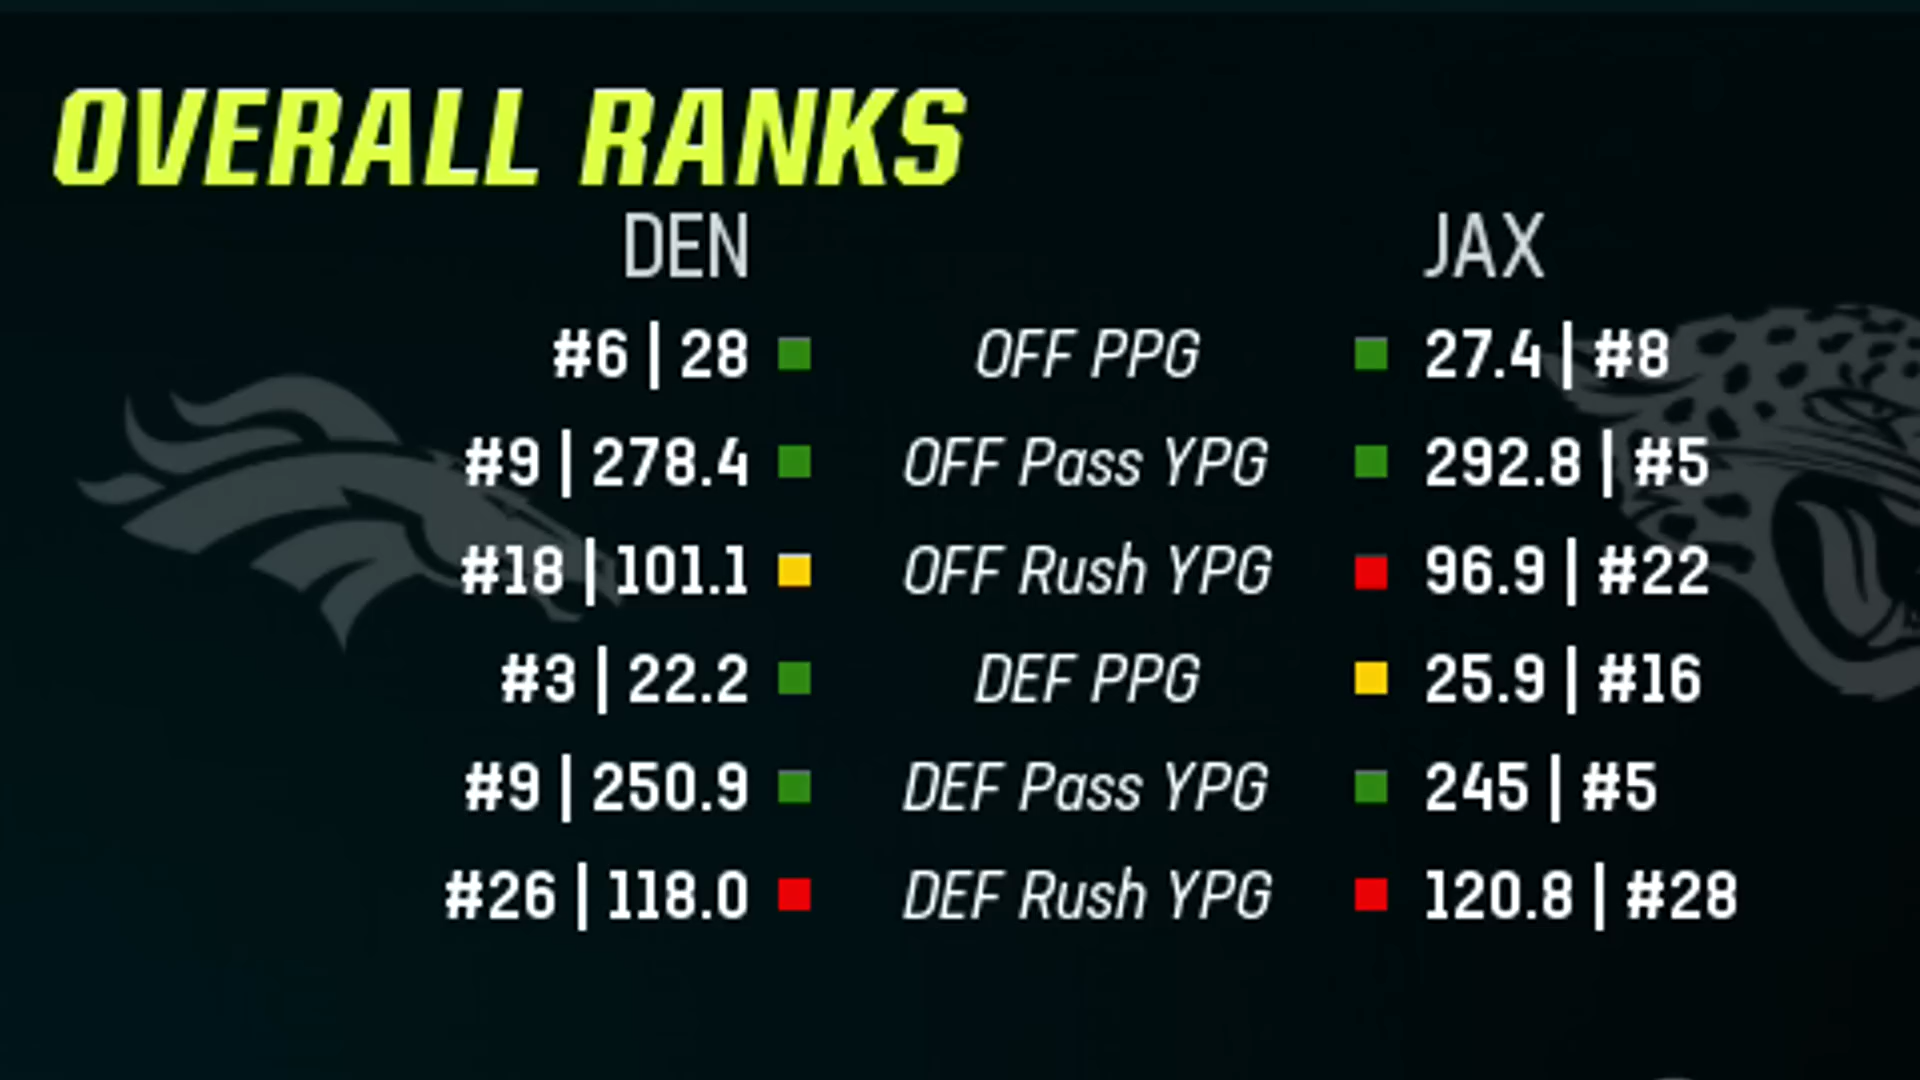 OVERALL RANKS
DEN JAX
#6 | 28 OFF PPG 27.4 | #8
#9 | 278.4 OFF Pass YPG 292.8 | #5
#18 | 101.1 OFF Rush YPG 96.9 | #22
#3 | 22.2 DEF PPG 25.9 | #16
#9 | 250.9 DEF Pass YPG 245 | #5
#26 | 118.0 DEF Rush YPG 120.8 | #28